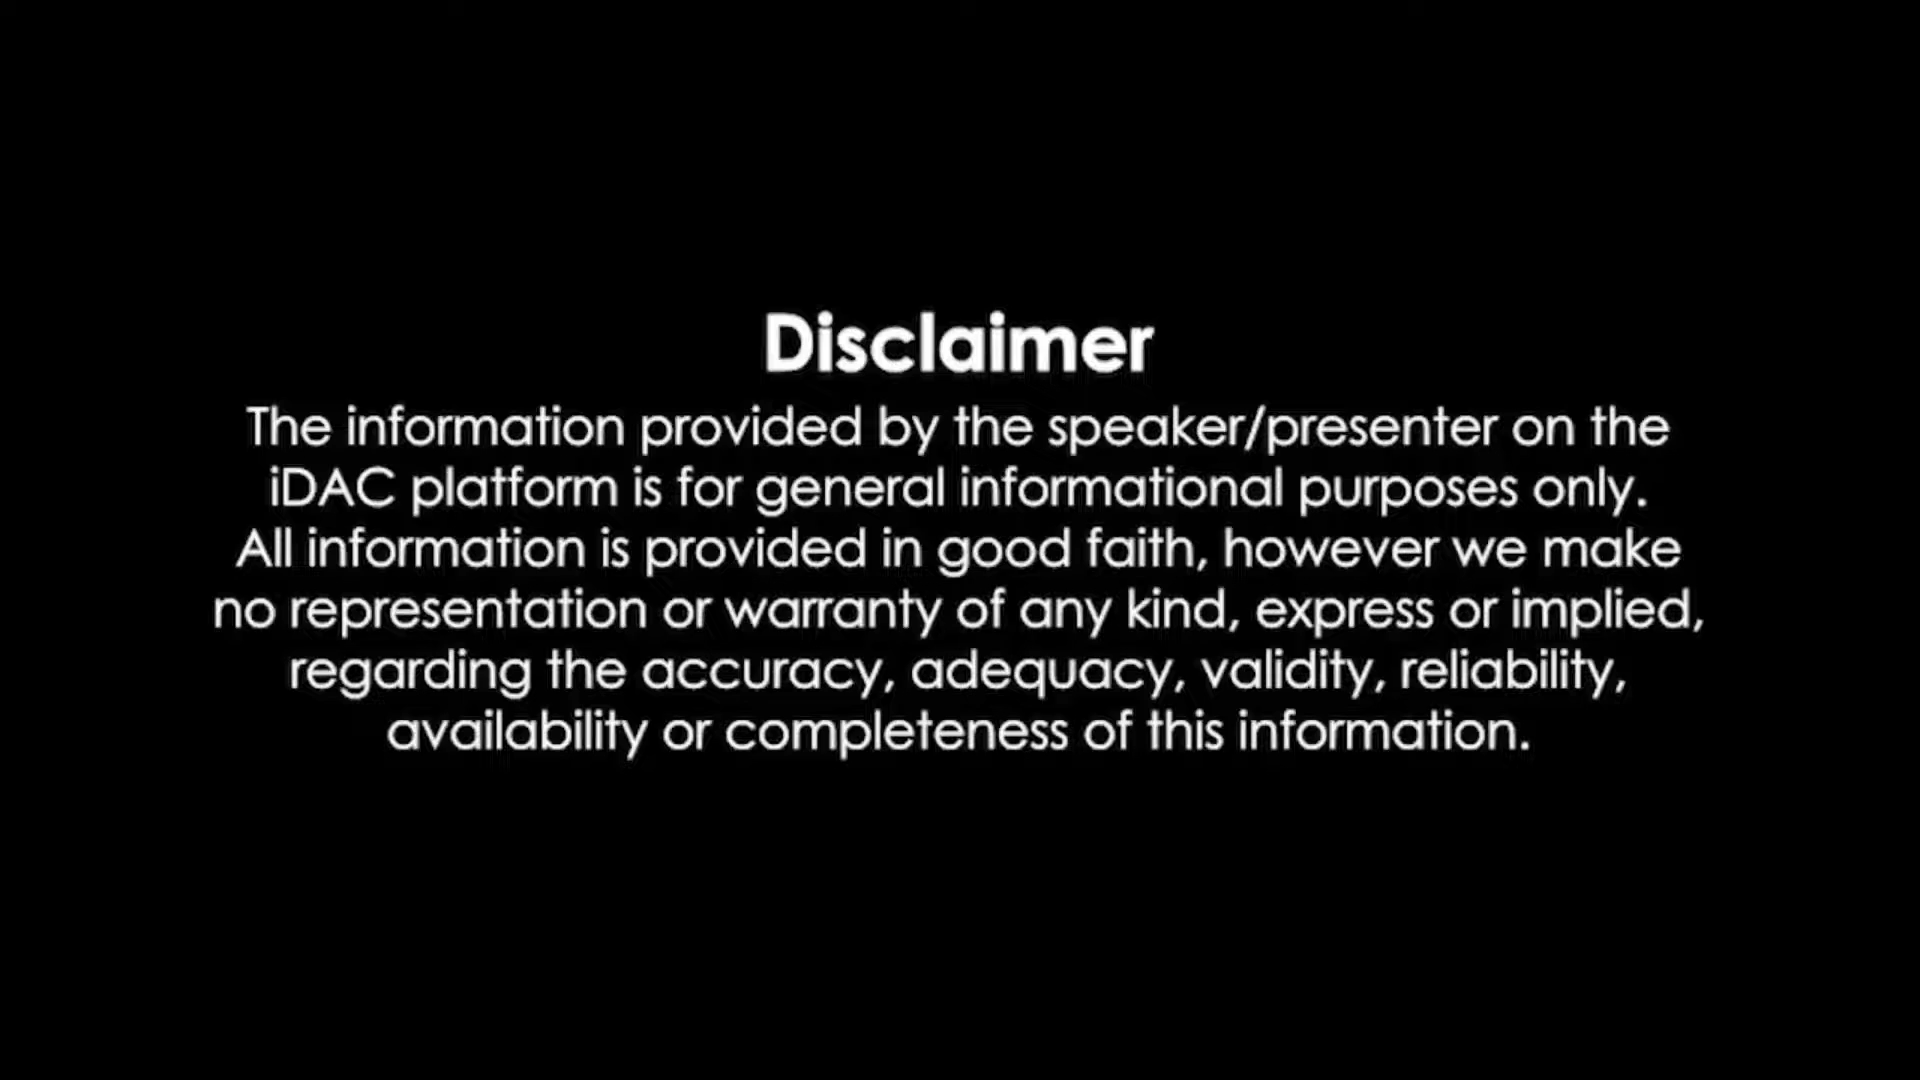 Disclaimer
The information provided by the speaker/presenter on the
iDAC platform is for general informational purposes only.
All information is provided in good faith, however we make
no representation or warranty of any kind, express or implied,
regarding the accuracy, adequacy, validity, reliability,
availability or completeness of this information.